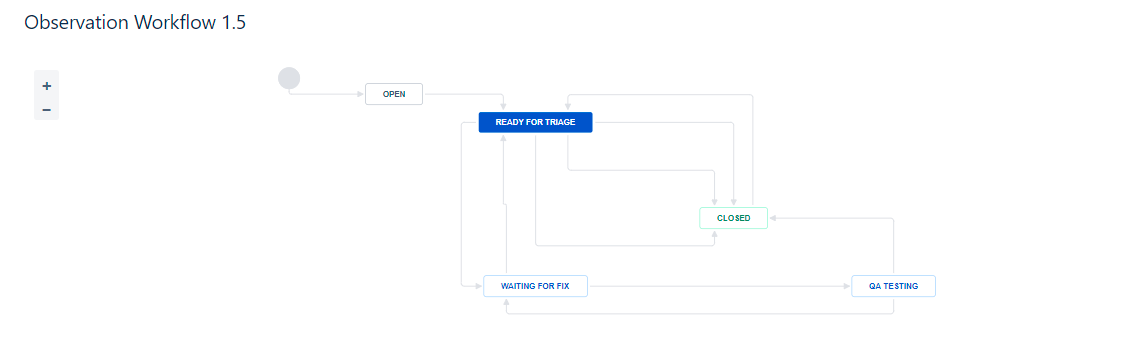 Observation Workflow 1.5
+
−
OPEN
READY FOR TRIAGE
CLOSED
WAITING FOR FIX
QA TESTING